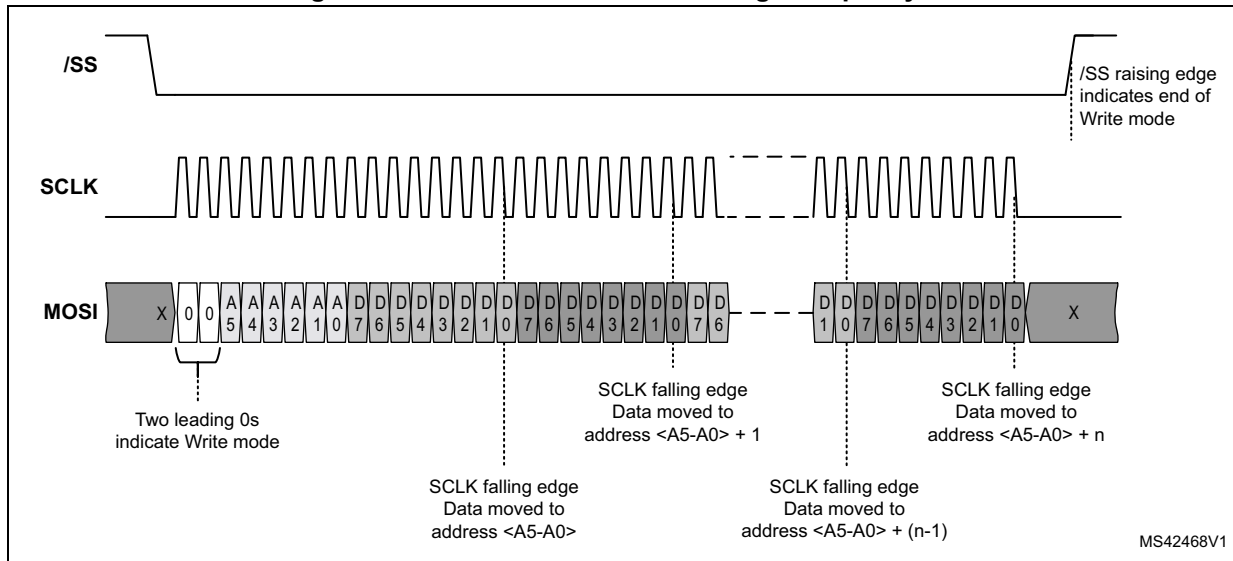 /SS
/SS raising edge
indicates end of
Write mode
SCLK
MOSI X 0 0 A5 A4 A3 A2 A1 A0 D7 D6 D5 D4 D3 D2 D1 D0 D7 D6 D5 D4 D3 D2 D1 D0 D7 D6 D1 D0 D7 D6 D5 D4 D3 D2 D1 D0 X
Two leading 0s
indicate Write mode
SCLK falling edge
Data moved to
address <A5-A0> + 1
SCLK falling edge
Data moved to
address <A5-A0> + n
SCLK falling edge
Data moved to
address <A5-A0>
SCLK falling edge
Data moved to
address <A5-A0> + (n-1)
MS42468V1